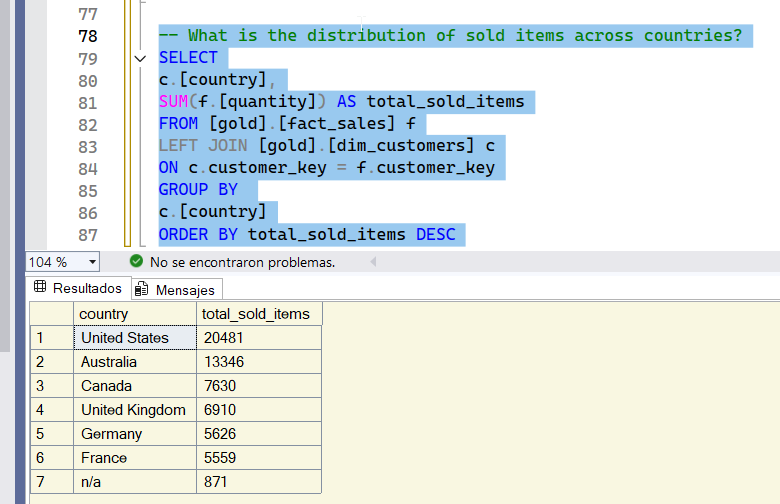 77
78 -- What is the distribution of sold items across countries?
79 SELECT
80 c.[country],
81 SUM(f.[quantity]) AS total_sold_items
82 FROM [gold].[fact_sales] f
83 LEFT JOIN [gold].[dim_customers] c
84 ON c.customer_key = f.customer_key
85 GROUP BY
86 c.[country]
87 ORDER BY total_sold_items DESC
104 % No se encontraron problemas.
Resultados Mensajes
country total_sold_items
1 United States 20481
2 Australia 13346
3 Canada 7630
4 United Kingdom 6910
5 Germany 5626
6 France 5559
7 n/a 871